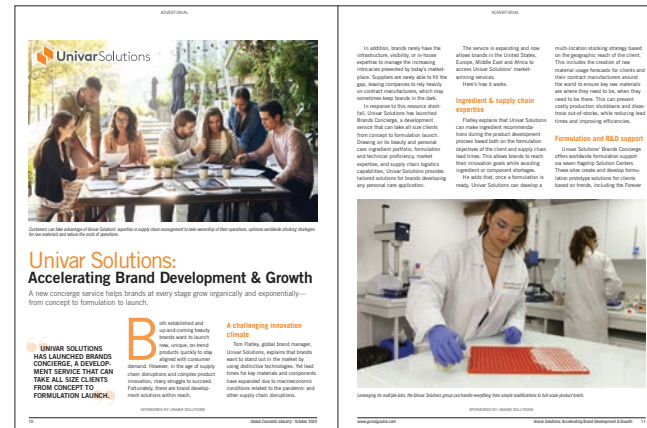 ADVERTORIAL
UnivarSolutions
Customers can take advantage of Univar Solutions' expertise in supply chain management to take ownership of their operations, optimize worldwide stocking strategies
for raw materials and reduce the costs of operations.
Univar Solutions:
Accelerating Brand Development & Growth
A new concierge service helps brands at every stage grow organically and exponentially—
from concept to formulation to launch.
UNIVAR SOLUTIONS
HAS LAUNCHED BRANDS
CONCIERGE, A DEVELOP-
MENT SERVICE THAT CAN
TAKE ALL SIZE CLIENTS
FROM CONCEPT TO
FORMULATION LAUNCH.
Both established and
up-and-coming beauty
brands want to launch
new, unique, on-trend
products quickly to stay
aligned with consumer
demand. However, in the age of supply
chain disruptions and complex product
innovation, many struggle to succeed.
Fortunately, there are brand develop-
ment solutions within reach.
A challenging innovation
climate
Tom Flatley, global brand manager,
Univar Solutions, explains that brands
want to stand out in the market by
using distinctive technologies. Yet lead
times for key materials and components
have expanded due to macroeconomic
conditions related to the pandemic and
other supply chain disruptions.
SPONSORED BY UNIVAR SOLUTIONS
10
Global Cosmetic Industry October 2022
ADVERTORIAL
In addition, brands rarely have the
infrastructure, visibility, or in-house
expertise to manage the increasing
intricacies presented by today's market-
place. Suppliers are rarely able to fill the
gap, leaving companies to rely heavily
on contract manufacturers, which may
sometimes keep brands in the dark.
In response to this resource short-
fall, Univar Solutions has launched
Brands Concierge, a development
service that can take all size clients
from concept to formulation launch.
Drawing on its beauty and personal
care ingredient portfolio, formulation
and technical proficiency, market
expertise, and supply chain logistics
capabilities, Univar Solutions provides
tailored solutions for brands developing
any personal care application.
The service is expanding and now
allows brands in the United States,
Europe, Middle East and Africa to
access Univar Solutions' market-
winning services.
Here's how it works.
Ingredient & supply chain
expertise
Flatley explains that Univar Solutions
can make ingredient recommenda-
tions during the product development
process based both on the formulation
objectives of the client and supply chain
lead times. This allows brands to reach
their innovation goals while avoiding
ingredient or component shortages.
He adds that, once a formulation is
ready, Univar Solutions can develop a
multi-location stocking strategy based
on the geographic reach of the client.
This includes the creation of raw
material usage forecasts for clients and
their contract manufacturers around
the world to ensure key raw materials
are where they need to be, when they
need to be there. This can prevent
costly production shutdowns and disas-
trous out-of-stocks, while reducing lead
times and improving efficiencies.
Formulation and R&D support
Univar Solutions' Brands Concierge
offers worldwide formulation support
via seven flagship Solution Centers.
These sites create and develop formu-
lation prototype solutions for clients
based on trends, including the Forever
Leveraging its multiple labs, the Univar Solutions group can handle everything from simple modifications to full-scale product briefs.
SPONSORED BY UNIVAR SOLUTIONS
www.gcimagazine.com
Univar Solutions: Accelerating Brand Development & Growth 11